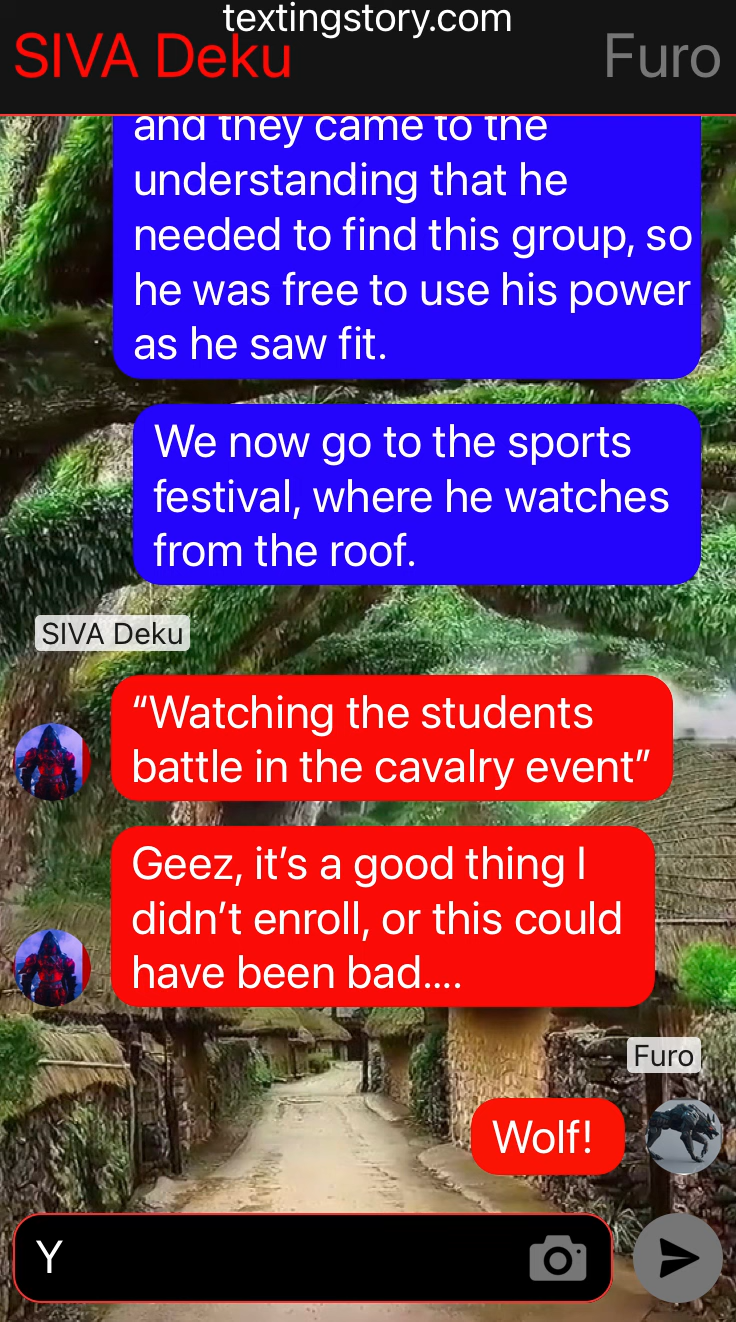 textingstory.com
SIVA Deku
Furo
and they came to the
understanding that he
needed to find this group, so
he was free to use his power
as he saw fit.
We now go to the sports
festival, where he watches
from the roof.
SIVA Deku
“Watching the students
battle in the cavalry event”
Geez, it’s a good thing I
didn’t enroll, or this could
have been bad....
Furo
Wolf!
Y